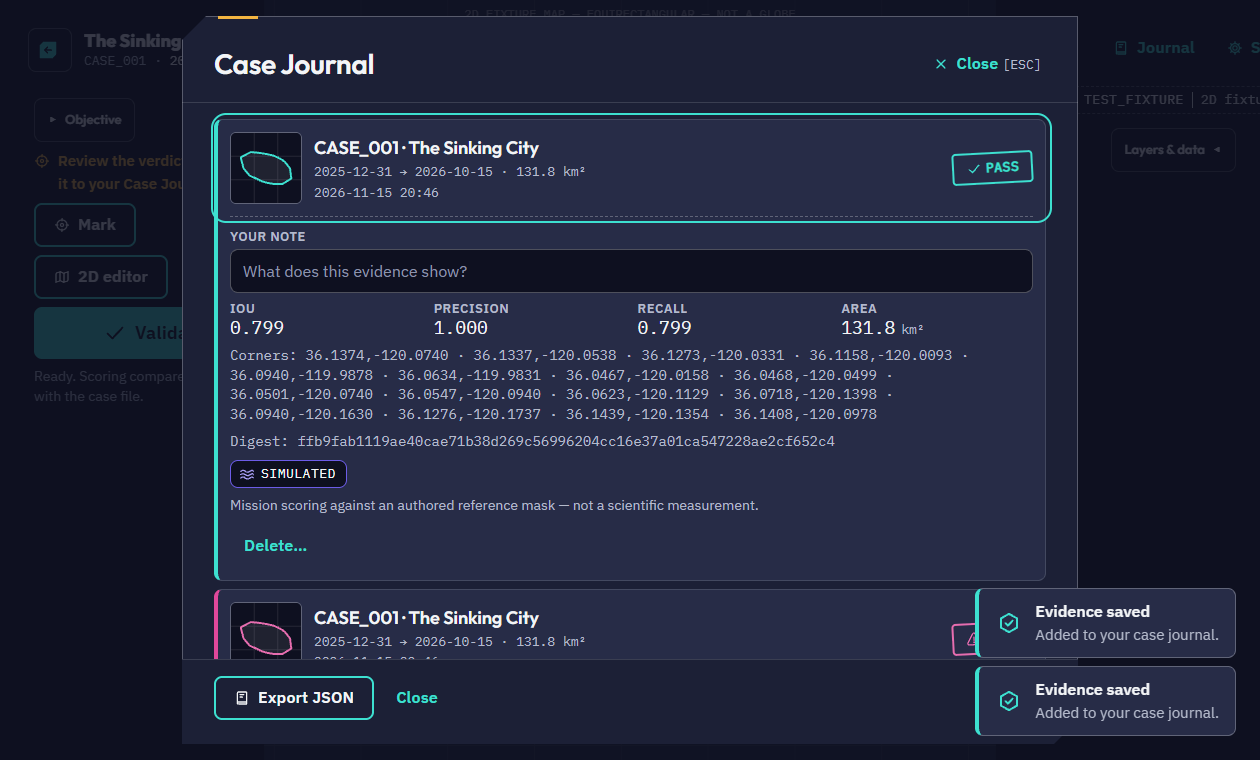 2D FIXTURE MAP — EQUIRECTANGULAR — NOT A GLOBE
The Sinking
CASE_001 · 20
Journal
Objective
Review the verdic
it to your Case Jou
Mark
2D editor
Valida
Ready. Scoring compare
with the case file.
TEST_FIXTURE | 2D fixtu
Layers & data
Case Journal
Close [ESC]
CASE_001 · The Sinking City
2025-12-31 → 2026-10-15 · 131.8 km²
2026-11-15 20:46
PASS
YOUR NOTE
What does this evidence show?
IOU PRECISION RECALL AREA
0.799 1.000 0.799 131.8 km²
Corners: 36.1374,-120.0740 · 36.1337,-120.0538 · 36.1273,-120.0331 · 36.1158,-120.0093 ·
36.0940,-119.9878 · 36.0634,-119.9831 · 36.0467,-120.0158 · 36.0468,-120.0499 ·
36.0501,-120.0740 · 36.0547,-120.0940 · 36.0623,-120.1129 · 36.0718,-120.1398 ·
36.0940,-120.1630 · 36.1276,-120.1737 · 36.1439,-120.1354 · 36.1408,-120.0978
Digest: ffb9fab1119ae40cae71b38d269c56996204cc16e37a01ca547228ae2cf652c4
SIMULATED
Mission scoring against an authored reference mask — not a scientific measurement.
Delete...
CASE_001 · The Sinking City
2025-12-31 → 2026-10-15 · 131.8 km²
Export JSON
Close
Evidence saved
Added to your case journal.
Evidence saved
Added to your case journal.